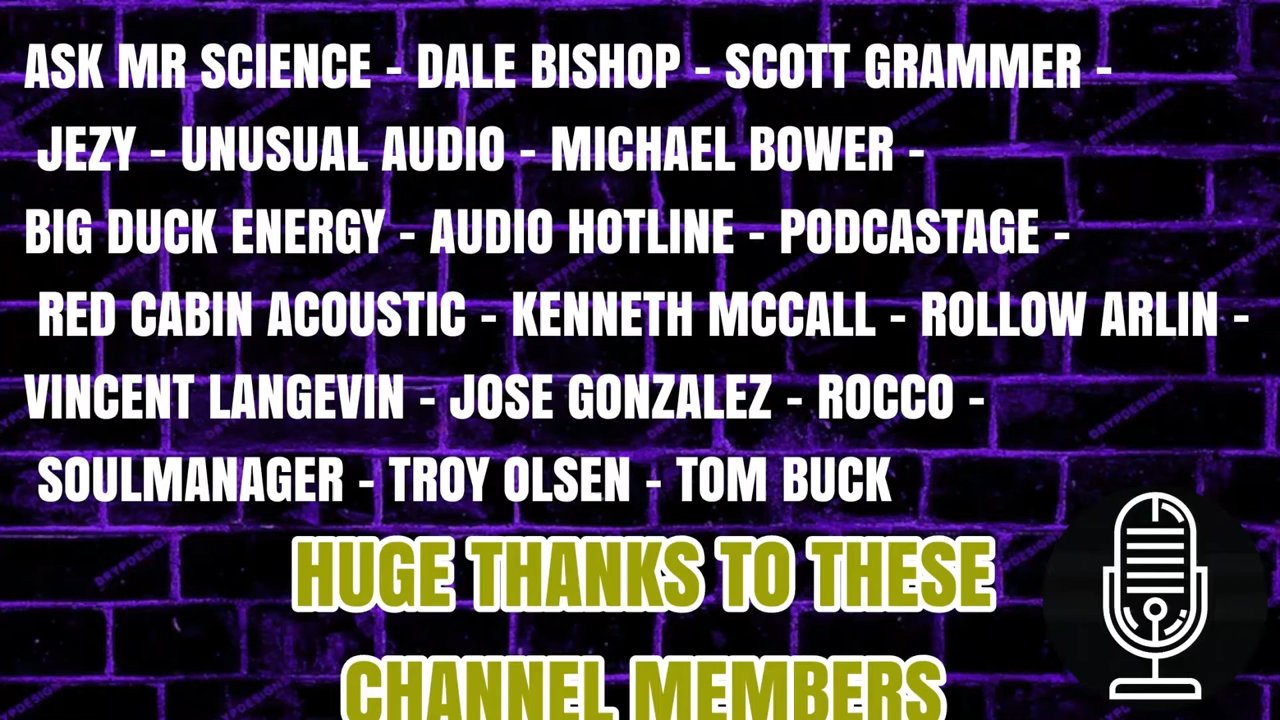 ASK MR SCIENCE - DALE BISHOP - SCOTT GRAMMER -
JEZY - UNUSUAL AUDIO - MICHAEL BOWER -
BIG DUCK ENERGY - AUDIO HOTLINE - PODCASTAGE -
RED CABIN ACOUSTIC - KENNETH MCCALL - ROLLOW ARLIN -
VINCENT LANGEVIN - JOSE GONZALEZ - ROCCO -
SOULMANAGER - TROY OLSEN - TOM BUCK
HUGE THANKS TO THESE
CHANNEL MEMBERS